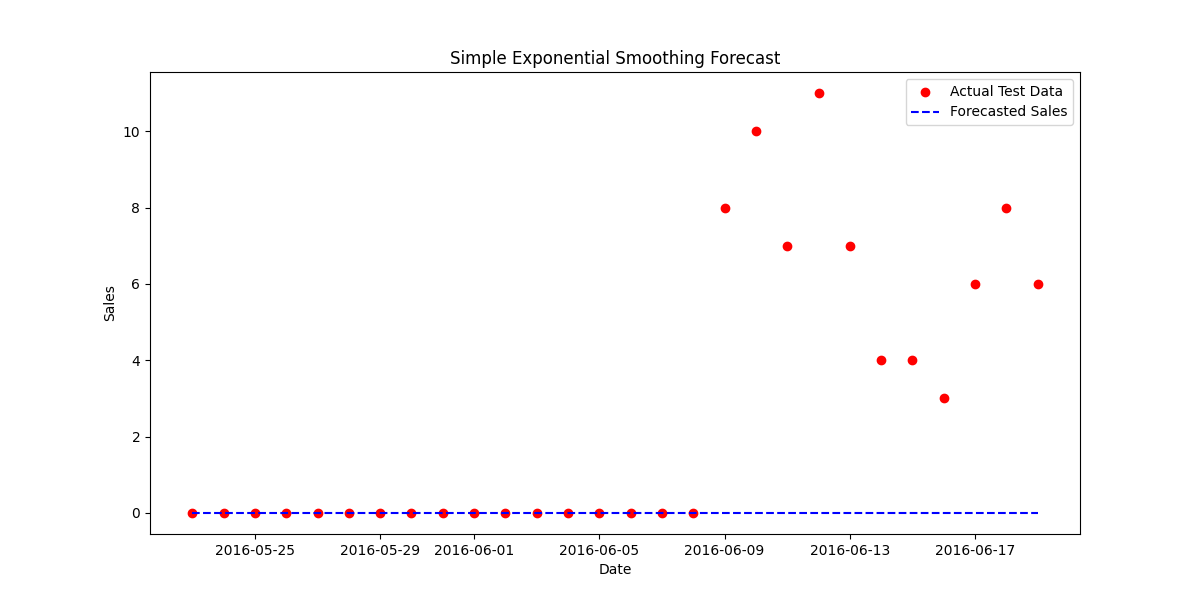 Simple Exponential Smoothing Forecast
Actual Test Data
Forecasted Sales
10
8
6
4
2
0
Sales
2016-05-25 2016-05-29 2016-06-01 2016-06-05 2016-06-09 2016-06-13 2016-06-17
Date